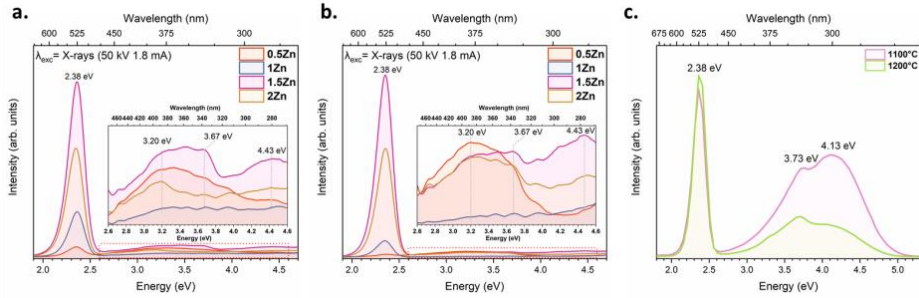 a.
Wavelength (nm)
600 525 450 375 300
λexc= X-rays (50 kV 1.8 mA)
0.5Zn
1Zn
1.5Zn
2Zn
2.38 eV
Wavelength (nm)
460 440 420 400 380 360 340 320 300 280
3.20 eV
3.67 eV
4.43 eV
2.6 2.8 3.0 3.2 3.4 3.6 3.8 4.0 4.2 4.4 4.6
Energy (eV)
Intensity (arb. units)
2.0 2.5 3.0 3.5 4.0 4.5
Energy (eV)
b.
Wavelength (nm)
600 525 450 375 300
λexc= X-rays (50 kV 1.8 mA)
0.5Zn
1Zn
1.5Zn
2Zn
2.38 eV
Wavelength (nm)
460 440 420 400 380 360 340 320 300 280
3.20 eV
3.67 eV
4.43 eV
2.6 2.8 3.0 3.2 3.4 3.6 3.8 4.0 4.2 4.4 4.6
Energy (eV)
Intensity (arb. units)
2.0 2.5 3.0 3.5 4.0 4.5
Energy (eV)
c.
Wavelength (nm)
675 600 525 450 375 300
1100°C
1200°C
2.38 eV
3.73 eV
4.13 eV
Intensity (arb. units)
2.0 2.5 3.0 3.5 4.0 4.5 5.0
Energy (eV)